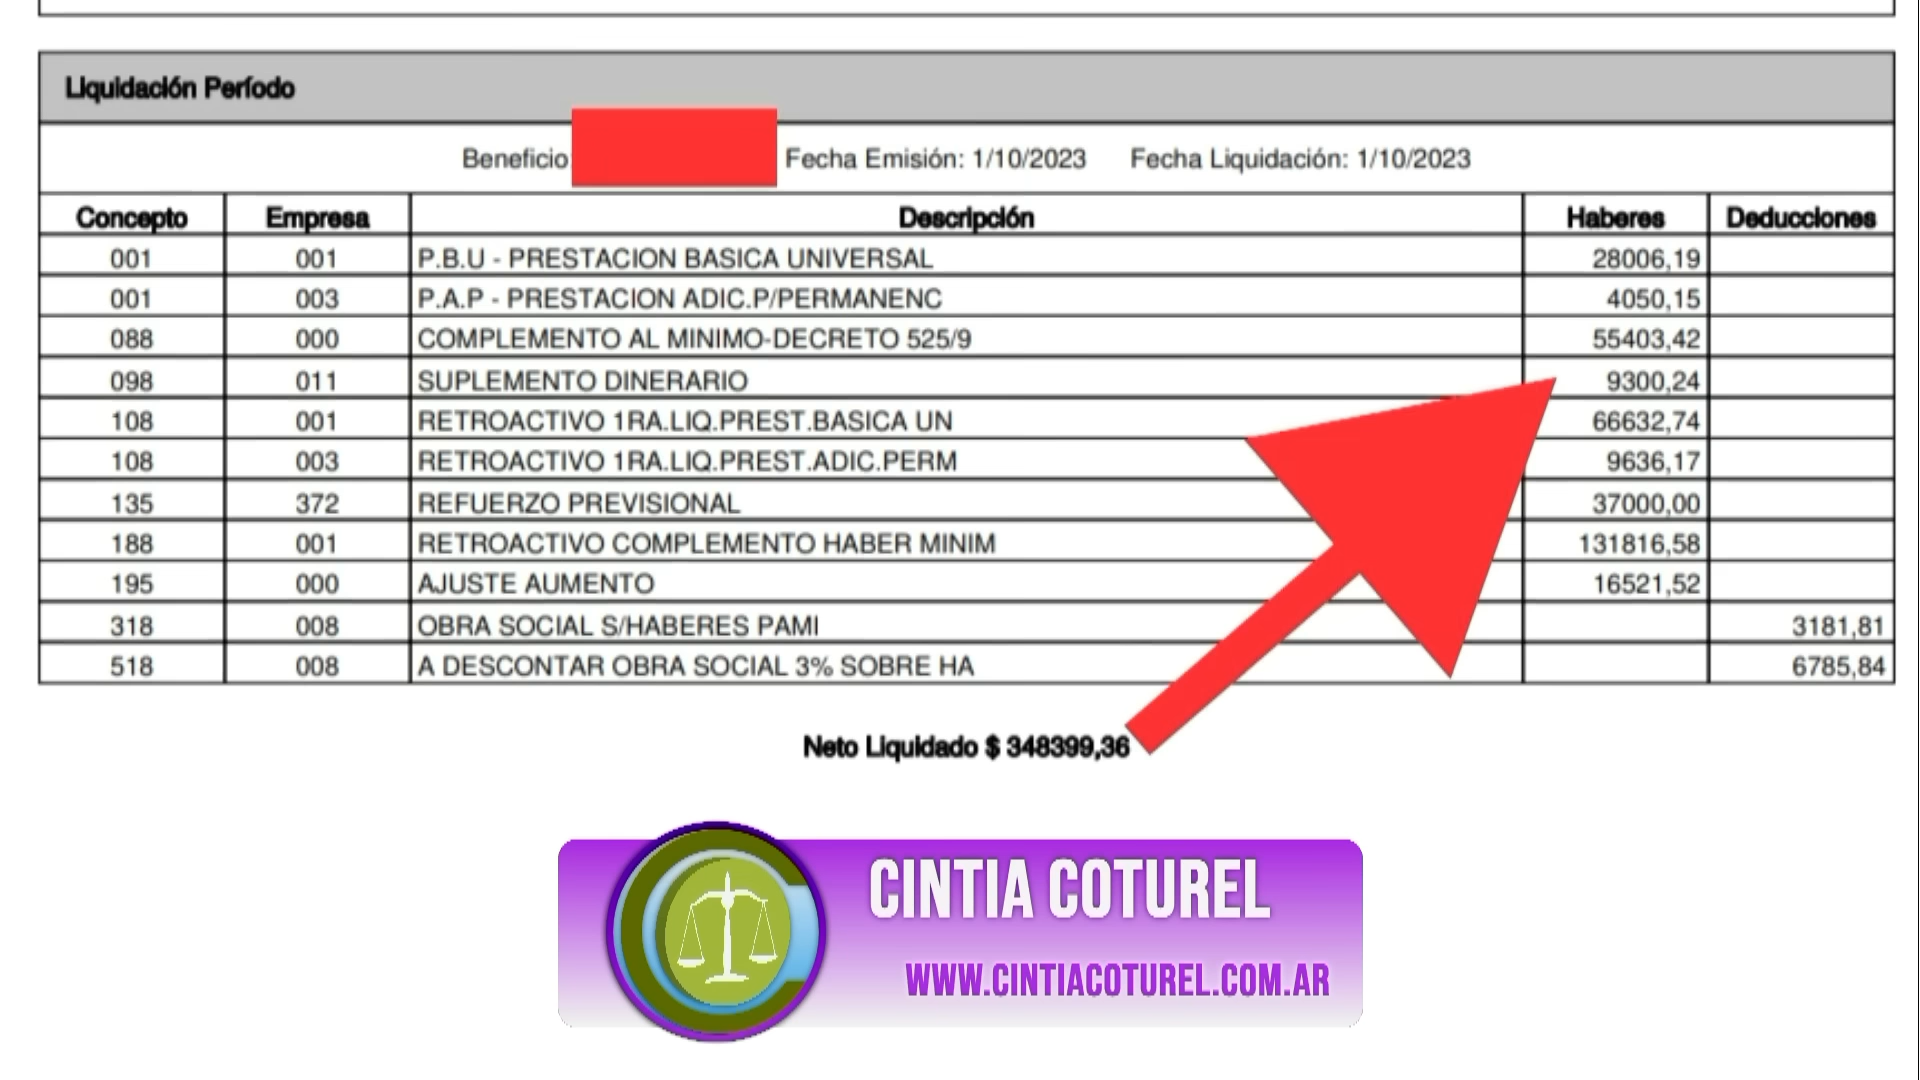 Liquidación Período
Beneficio Fecha Emisión: 1/10/2023 Fecha Liquidación: 1/10/2023
Concepto Empresa Descripción Haberes Deducciones
001 001 P.B.U - PRESTACION BASICA UNIVERSAL 28006,19
001 003 P.A.P - PRESTACION ADIC.P/PERMANENC 4050,15
088 000 COMPLEMENTO AL MINIMO-DECRETO 525/9 55403,42
098 011 SUPLEMENTO DINERARIO 9300,24
108 001 RETROACTIVO 1RA.LIQ.PREST.BASICA UN 66632,74
108 003 RETROACTIVO 1RA.LIQ.PREST.ADIC.PERM 9636,17
135 372 REFUERZO PREVISIONAL 37000,00
188 001 RETROACTIVO COMPLEMENTO HABER MINIM 131816,58
195 000 AJUSTE AUMENTO 16521,52
318 008 OBRA SOCIAL S/HABERES PAMI 3181,81
518 008 A DESCONTAR OBRA SOCIAL 3% SOBRE HA 6785,84
Neto Liquidado $ 348399,36
CINTIA COTUREL
WWW.CINTIACOTUREL.COM.AR